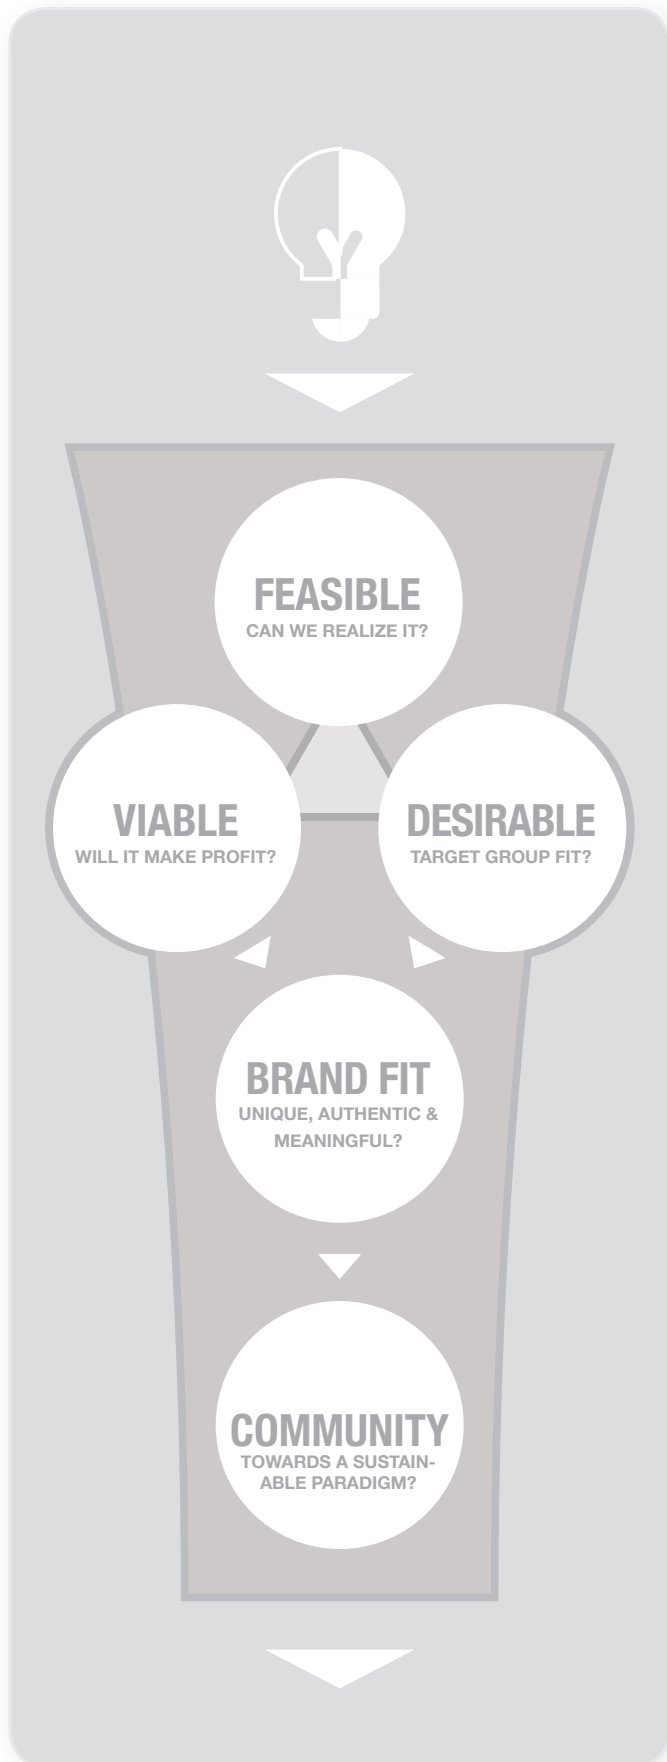 FEASIBLE
CAN WE REALIZE IT?
VIABLE
WILL IT MAKE PROFIT?
DESIRABLE
TARGET GROUP FIT?
BRAND FIT
UNIQUE, AUTHENTIC &
MEANINGFUL?
COMMUNITY
TOWARDS A SUSTAIN-
ABLE PARADIGM?